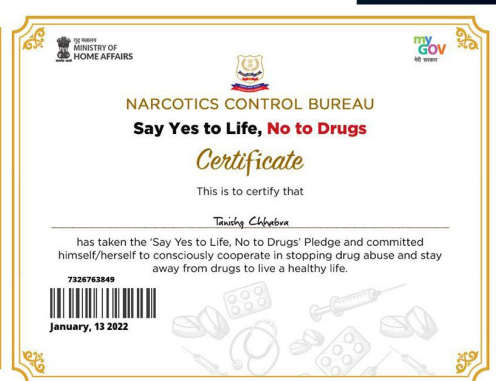 गृह मंत्रालय
MINISTRY OF
HOME AFFAIRS
my
GOV
मेरी सरकार
NARCOTICS CONTROL BUREAU
Say Yes to Life, No to Drugs
Certificate
This is to certify that
Tanishq Chhabra
has taken the 'Say Yes to Life, No to Drugs' Pledge and committed
himself/herself to consciously cooperate in stopping drug abuse and stay
away from drugs to live a healthy life.
7326763849
January, 13 2022